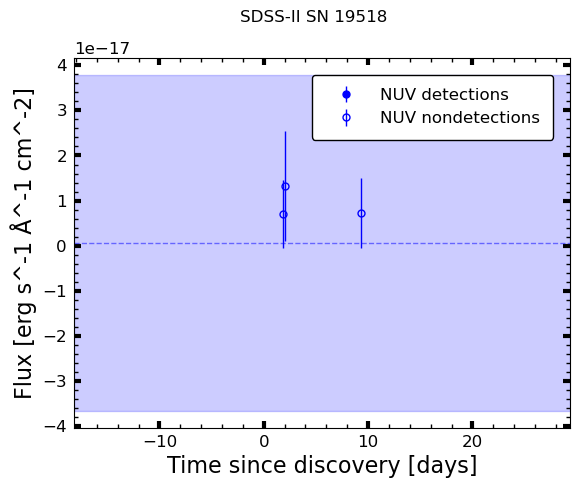 SDSS-II SN 19518
1e−17
NUV detections
NUV nondetections
4
3
2
1
0
−1
−2
−3
−4
Flux [erg s^-1 Å^-1 cm^-2]
−10
0
10
20
Time since discovery [days]